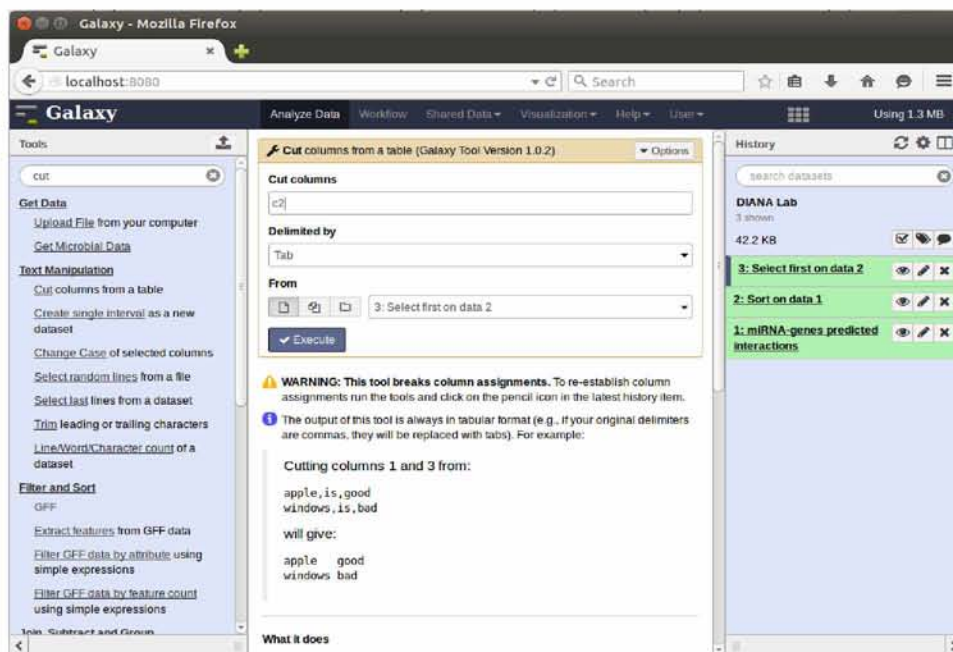 Galaxy - Mozilla Firefox
Galaxy
localhost:8080
Search
Galaxy
Analyze Data Workflow Shared Data Visualization Help User
Using 1.3 MB
Tools
cut
Get Data
Upload File from your computer
Get Microbial Data
Text Manipulation
Cut columns from a table
Create single interval as a new
dataset
Change Case of selected columns
Select random lines from a file
Select last lines from a dataset
Trim leading or trailing characters
Line/Word/Character count of a
dataset
Filter and Sort
GFF
Extract features from GFF data
Filter GFF data by attribute using
simple expressions
Filter GFF data by feature count
using simple expressions
Join, Subtract and Group
Cut columns from a table (Galaxy Tool Version 1.0.2)
Options
Cut columns
c2
Delimited by
Tab
From
3: Select first on data 2
Execute
WARNING: This tool breaks column assignments. To re-establish column
assignments run the tools and click on the pencil icon in the latest history item.
The output of this tool is always in tabular format (e.g., if your original delimiters
are commas, they will be replaced with tabs). For example:
Cutting columns 1 and 3 from:
apple,is,good
windows,is,bad
will give:
apple good
windows bad
What it does
History
search datasets
DIANA Lab
3 shown
42.2 KB
3: Select first on data 2
2: Sort on data 1
1: miRNA-genes predicted
interactions